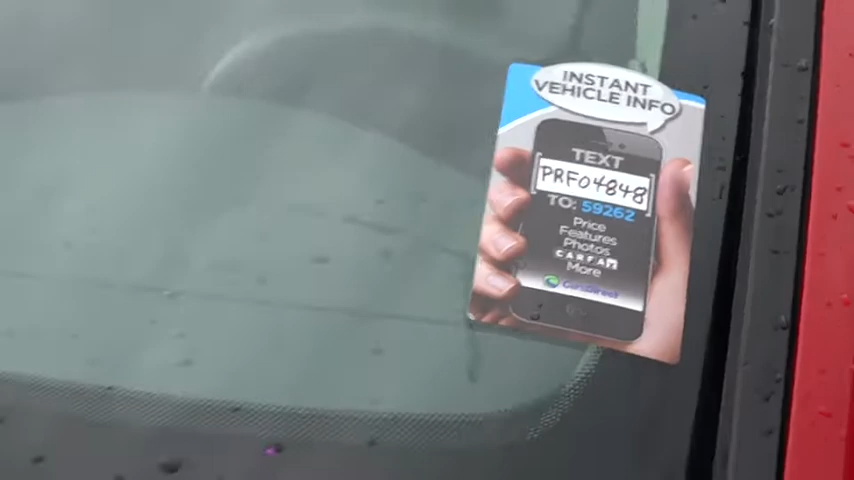 INSTANT
VEHICLE INFO
TEXT
PRF04848
TO: 59262
Price
Features
Photos
CARFAX
More